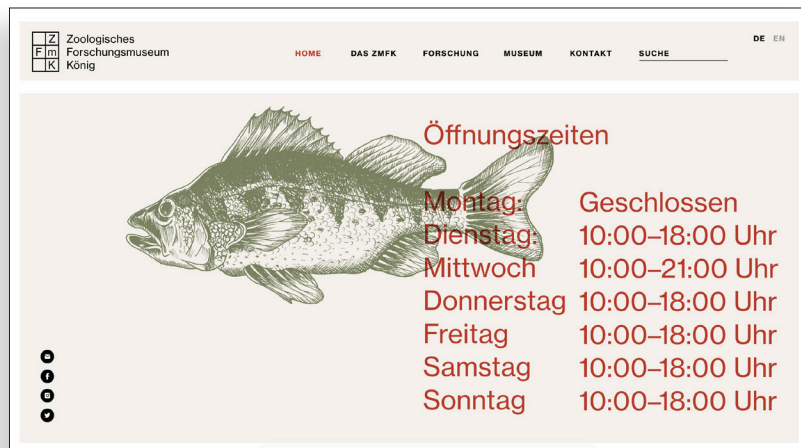 Z
F m
K
Zoologisches
Forschungsmuseum
König
HOME DAS ZMFK FORSCHUNG MUSEUM KONTAKT SUCHE
DE EN
Öffnungszeiten
Montag: Geschlossen
Dienstag: 10:00–18:00 Uhr
Mittwoch 10:00–21:00 Uhr
Donnerstag 10:00–18:00 Uhr
Freitag 10:00–18:00 Uhr
Samstag 10:00–18:00 Uhr
Sonntag 10:00–18:00 Uhr